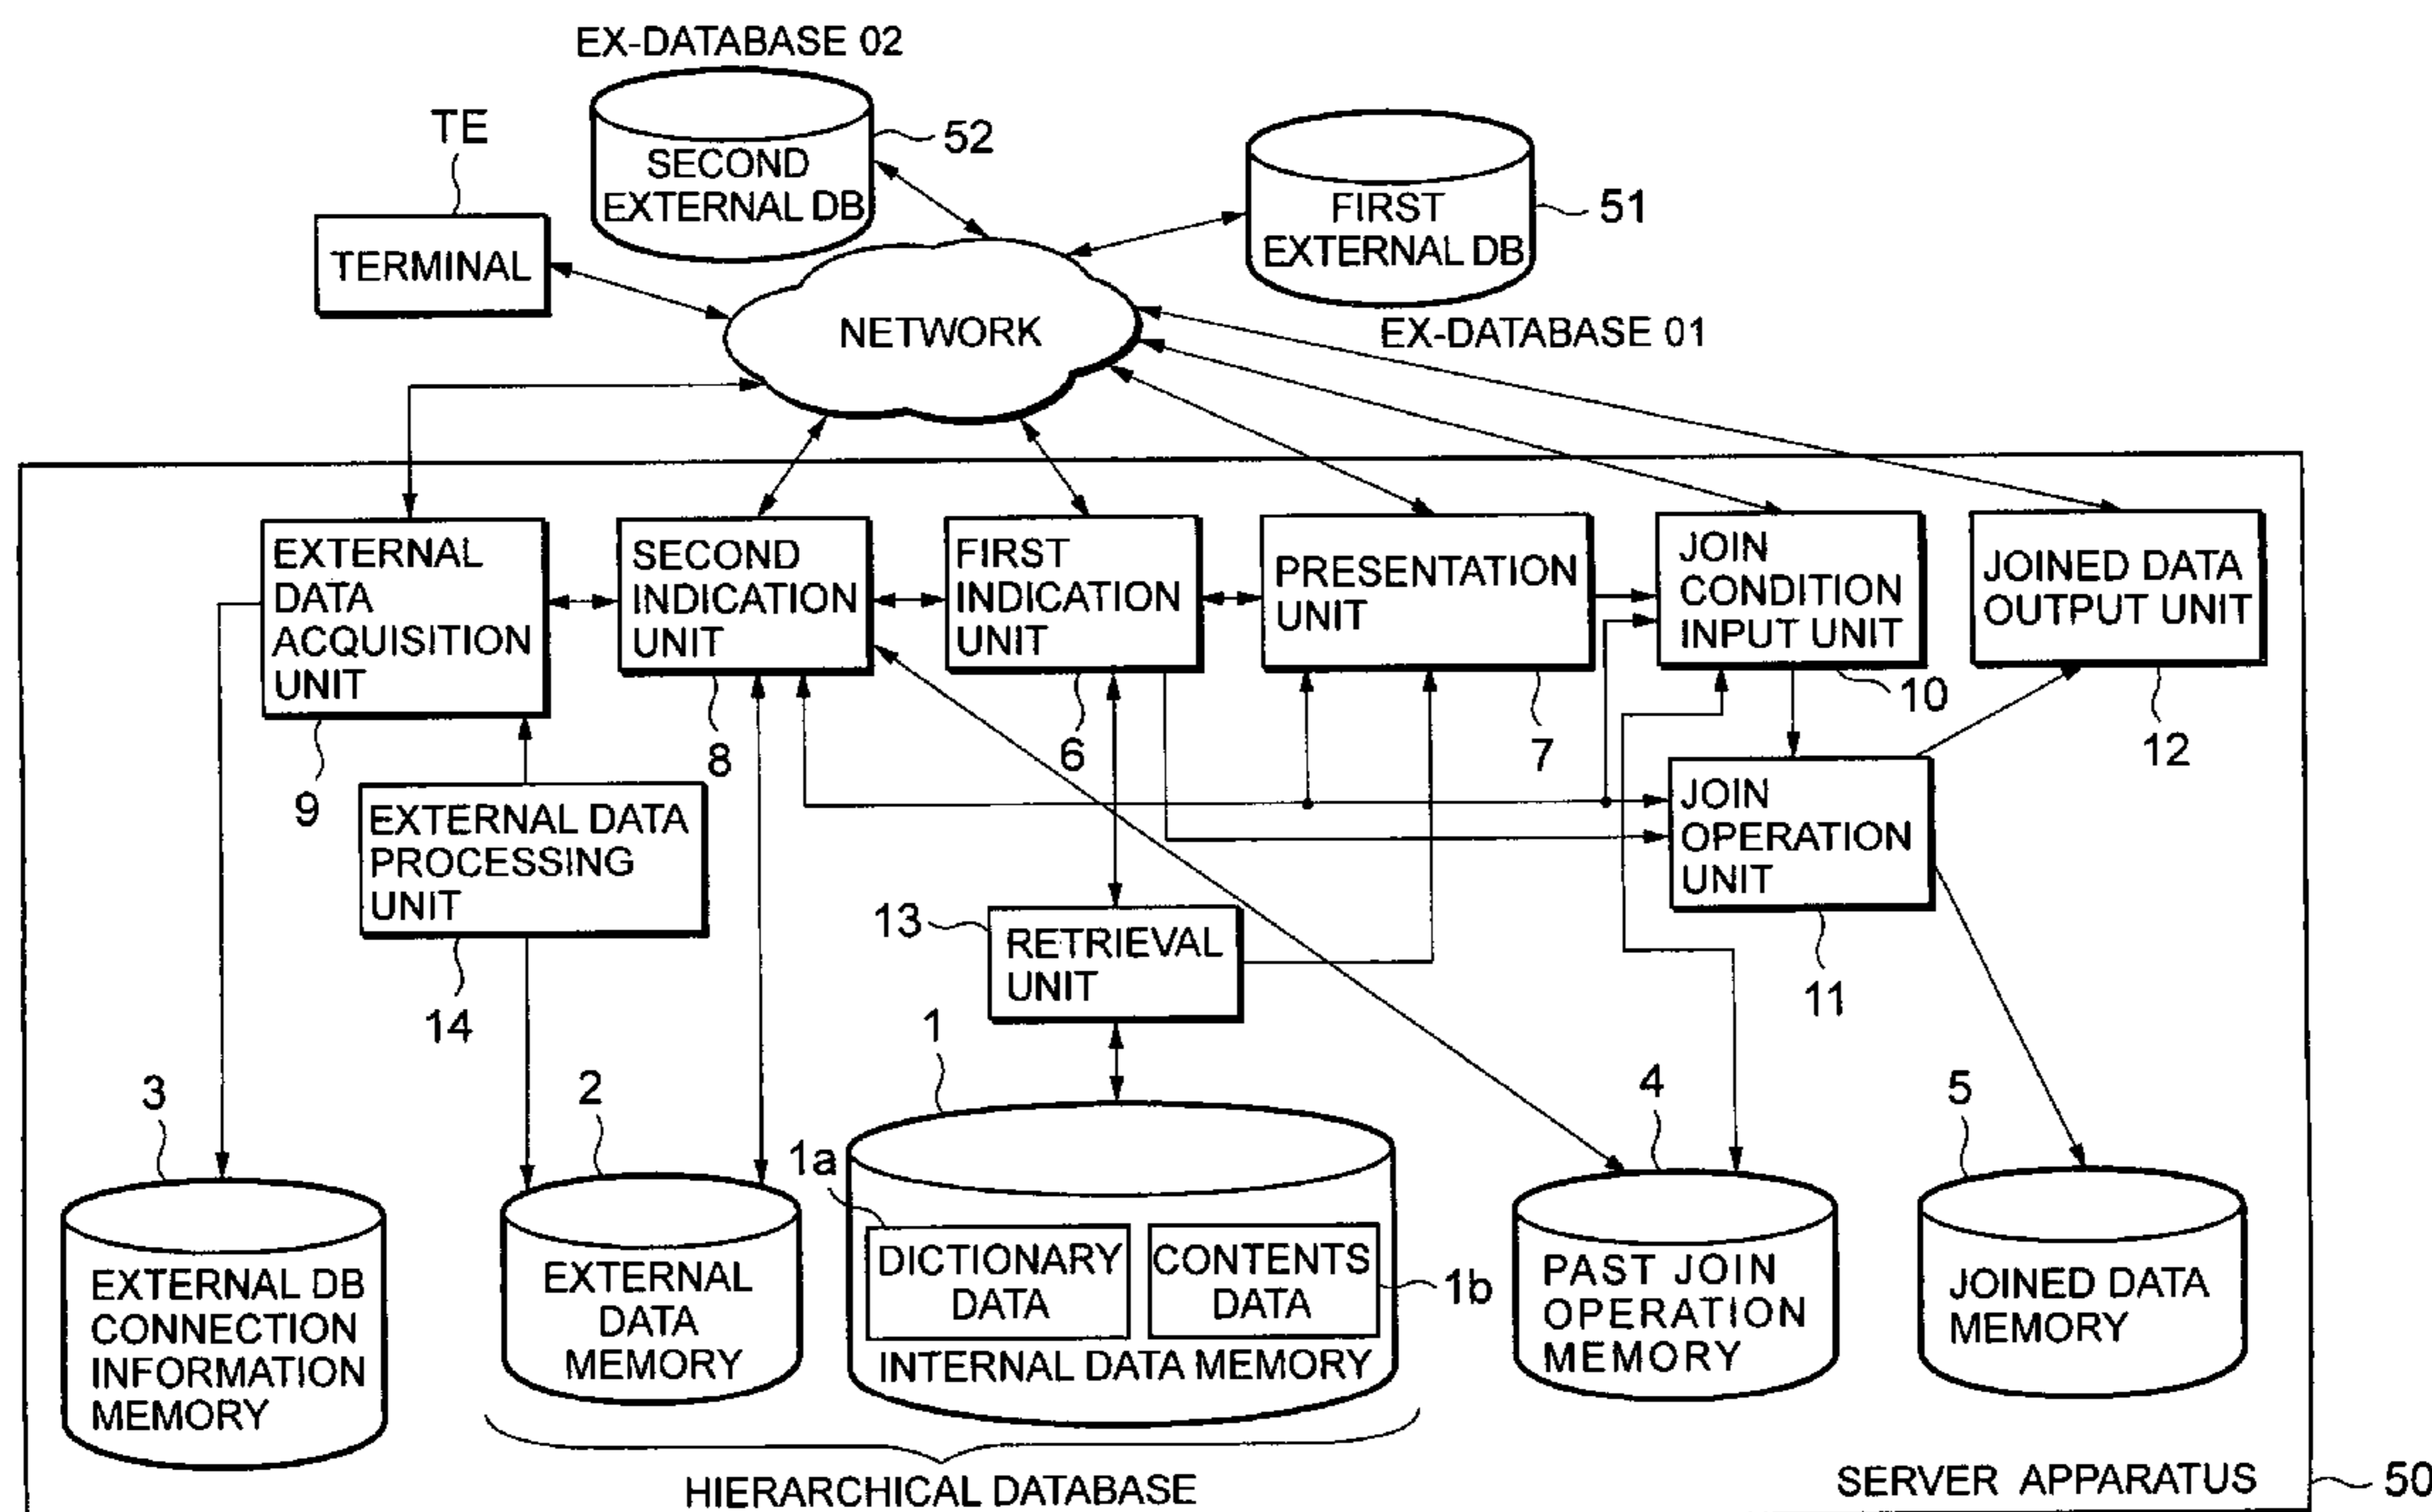 EX-DATABASE 02
TE
SECOND
EXTERNAL DB
52
FIRST
EXTERNAL DB
51
TERMINAL
NETWORK
EX-DATABASE 01
EXTERNAL
DATA
ACQUISITION
UNIT
9
SECOND
INDICATION
UNIT
8
FIRST
INDICATION
UNIT
6
PRESENTATION
UNIT
7
JOIN
CONDITION
INPUT UNIT
10
JOINED DATA
OUTPUT UNIT
12
EXTERNAL DATA
PROCESSING
UNIT
14
JOIN
OPERATION
UNIT
11
13
RETRIEVAL
UNIT
3
EXTERNAL DB
CONNECTION
INFORMATION
MEMORY
2
EXTERNAL
DATA
MEMORY
1
1a
DICTIONARY
DATA
CONTENTS
DATA
1b
INTERNAL DATA MEMORY
4
PAST JOIN
OPERATION
MEMORY
5
JOINED DATA
MEMORY
HIERARCHICAL DATABASE
SERVER APPARATUS
50